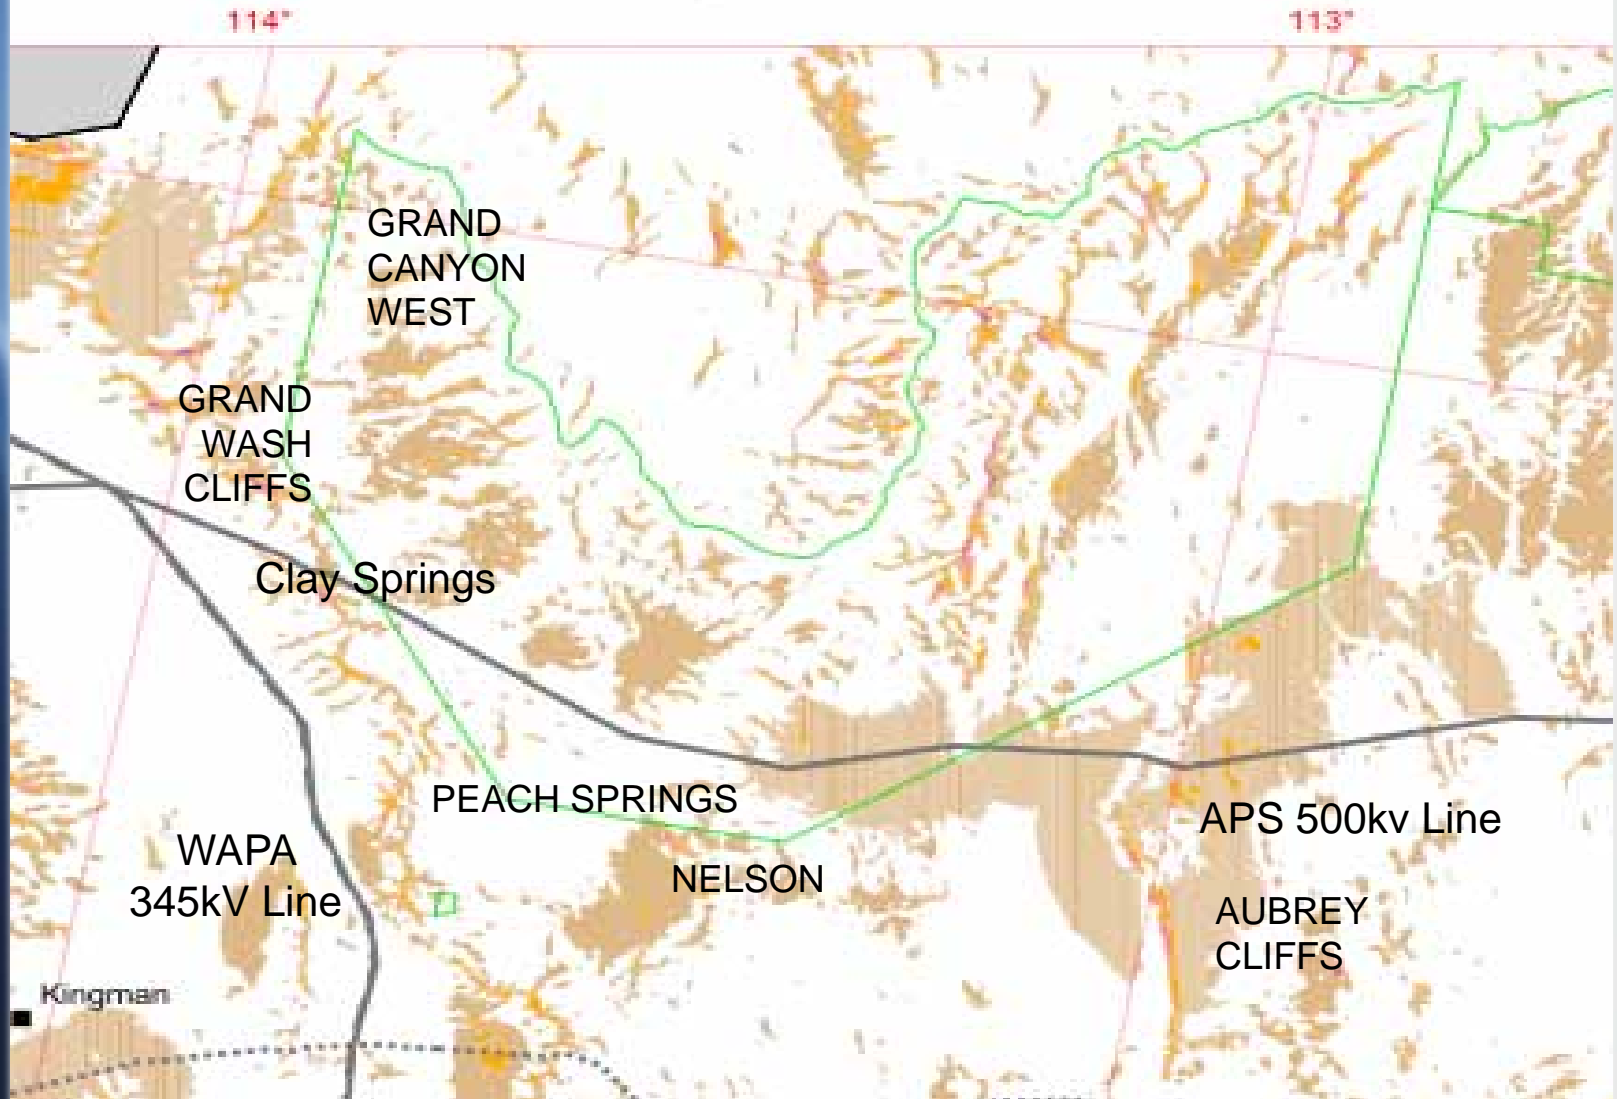 114°
113°
GRAND
CANYON
WEST
GRAND
WASH
CLIFFS
Clay Springs
PEACH SPRINGS
APS 500kv Line
WAPA
345kV Line
NELSON
AUBREY
CLIFFS
Kingman